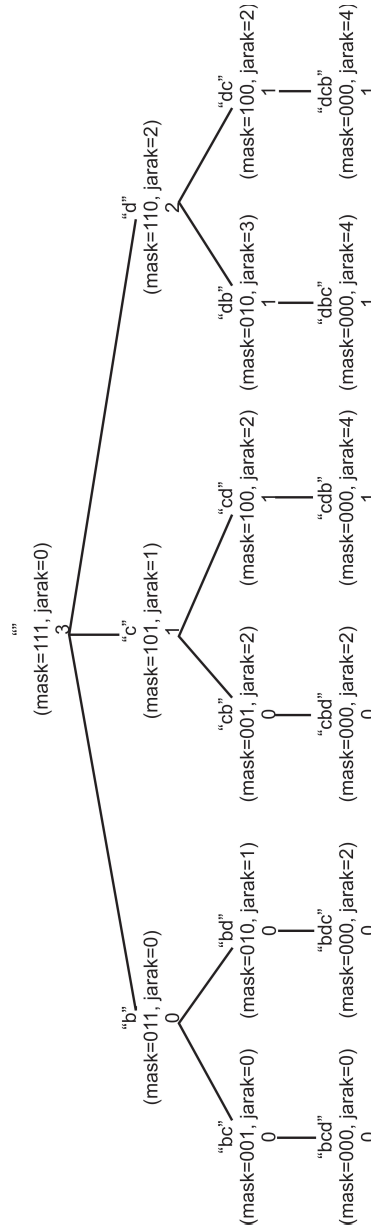 “”
(mask=111, jarak=0)
3
“b”
(mask=011, jarak=0)
0
“c”
(mask=101, jarak=1)
1
“d”
(mask=110, jarak=2)
2
“bc”
(mask=001, jarak=0)
0
“bd”
(mask=010, jarak=1)
0
“cb”
(mask=001, jarak=2)
0
“cd”
(mask=100, jarak=2)
1
“db”
(mask=010, jarak=3)
1
“dc”
(mask=100, jarak=2)
1
“bcd”
(mask=000, jarak=0)
0
“bdc”
(mask=000, jarak=2)
0
“cbd”
(mask=000, jarak=2)
0
“cdb”
(mask=000, jarak=4)
1
“dbc”
(mask=000, jarak=4)
1
“dcb”
(mask=000, jarak=4)
1